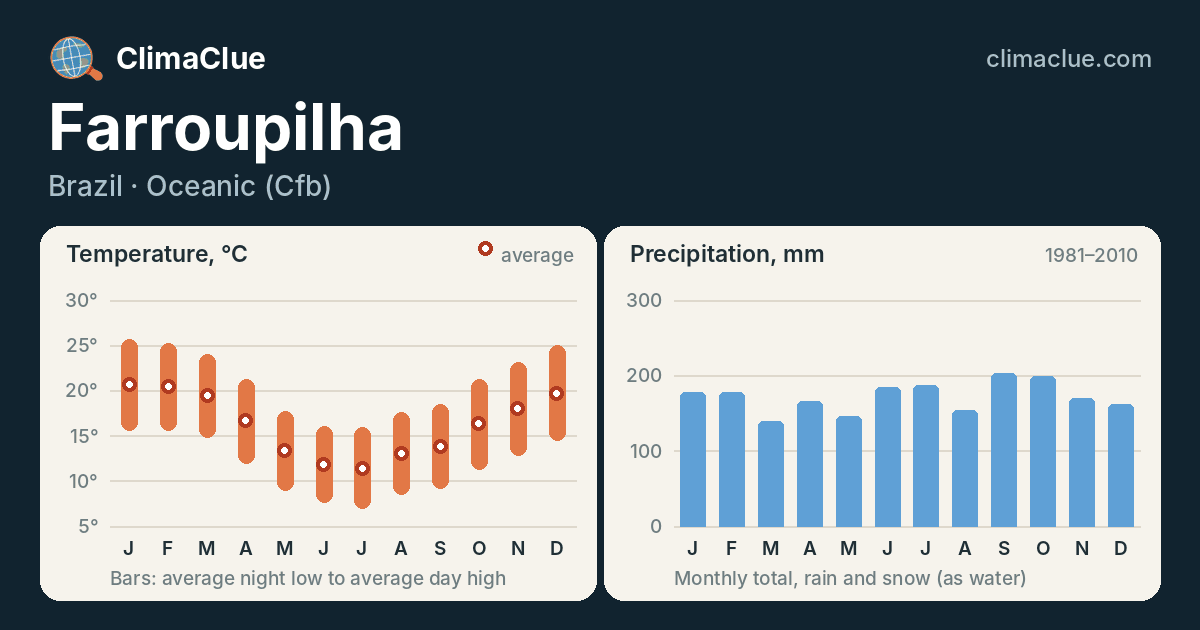 ClimaClue
climaclue.com
Farroupilha
Brazil · Oceanic (Cfb)
Temperature, °C
average
30°
25°
20°
15°
10°
5°
J F M A M J J A S O N D
Bars: average night low to average day high
Precipitation, mm
1981–2010
300
200
100
0
J F M A M J J A S O N D
Monthly total, rain and snow (as water)